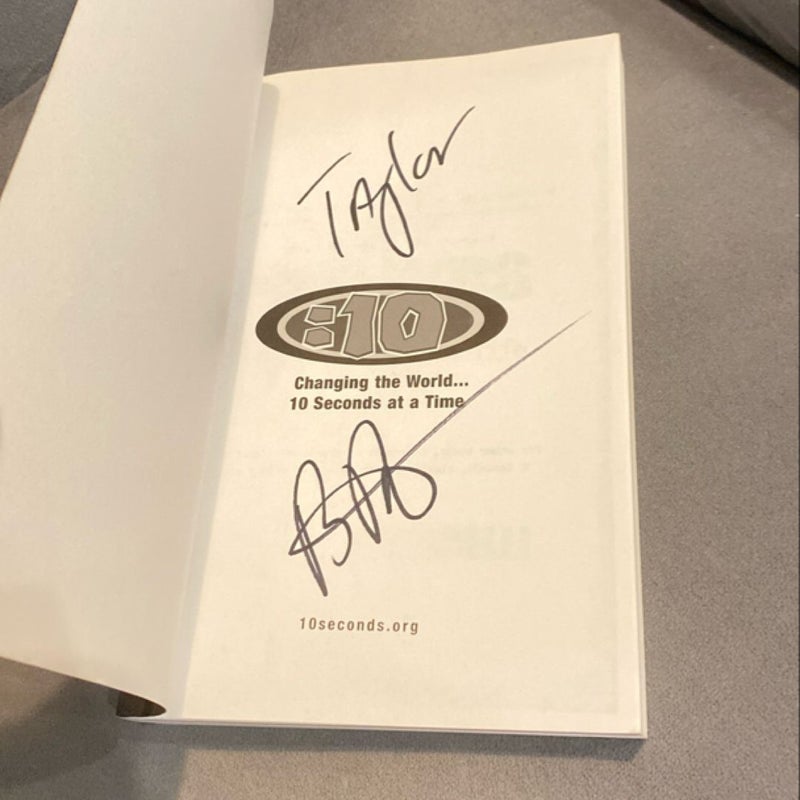 Taylor
:10
Changing the World...
10 Seconds at a Time
10seconds.org